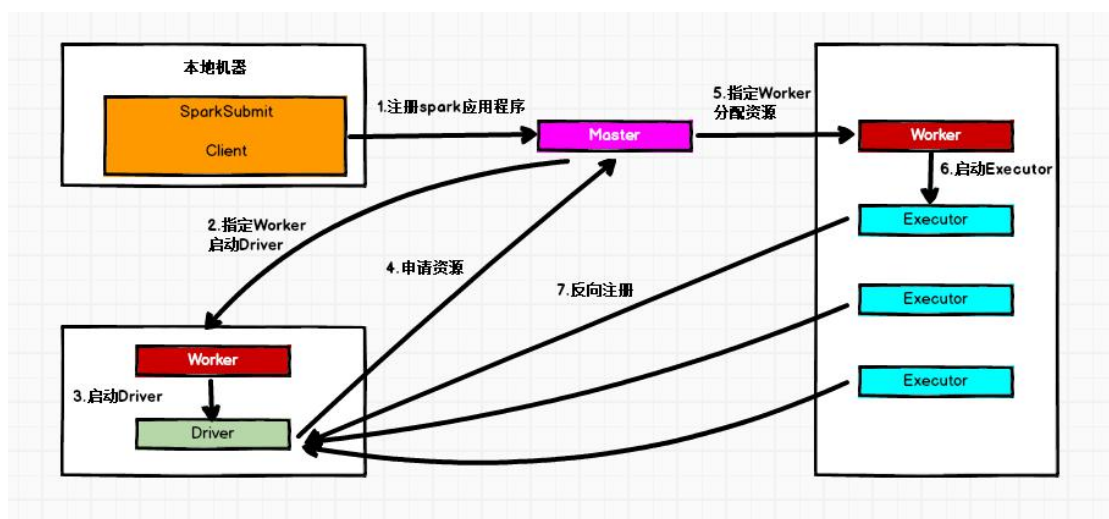 本地机器
SparkSubmit
Client
1.注册spark应用程序
Master
5.指定Worker
分配资源
Worker
6.启动Executor
Executor
2.指定Worker
启动Driver
4.申请资源
7.反向注册
Executor
Worker
3.启动Driver
Executor
Driver